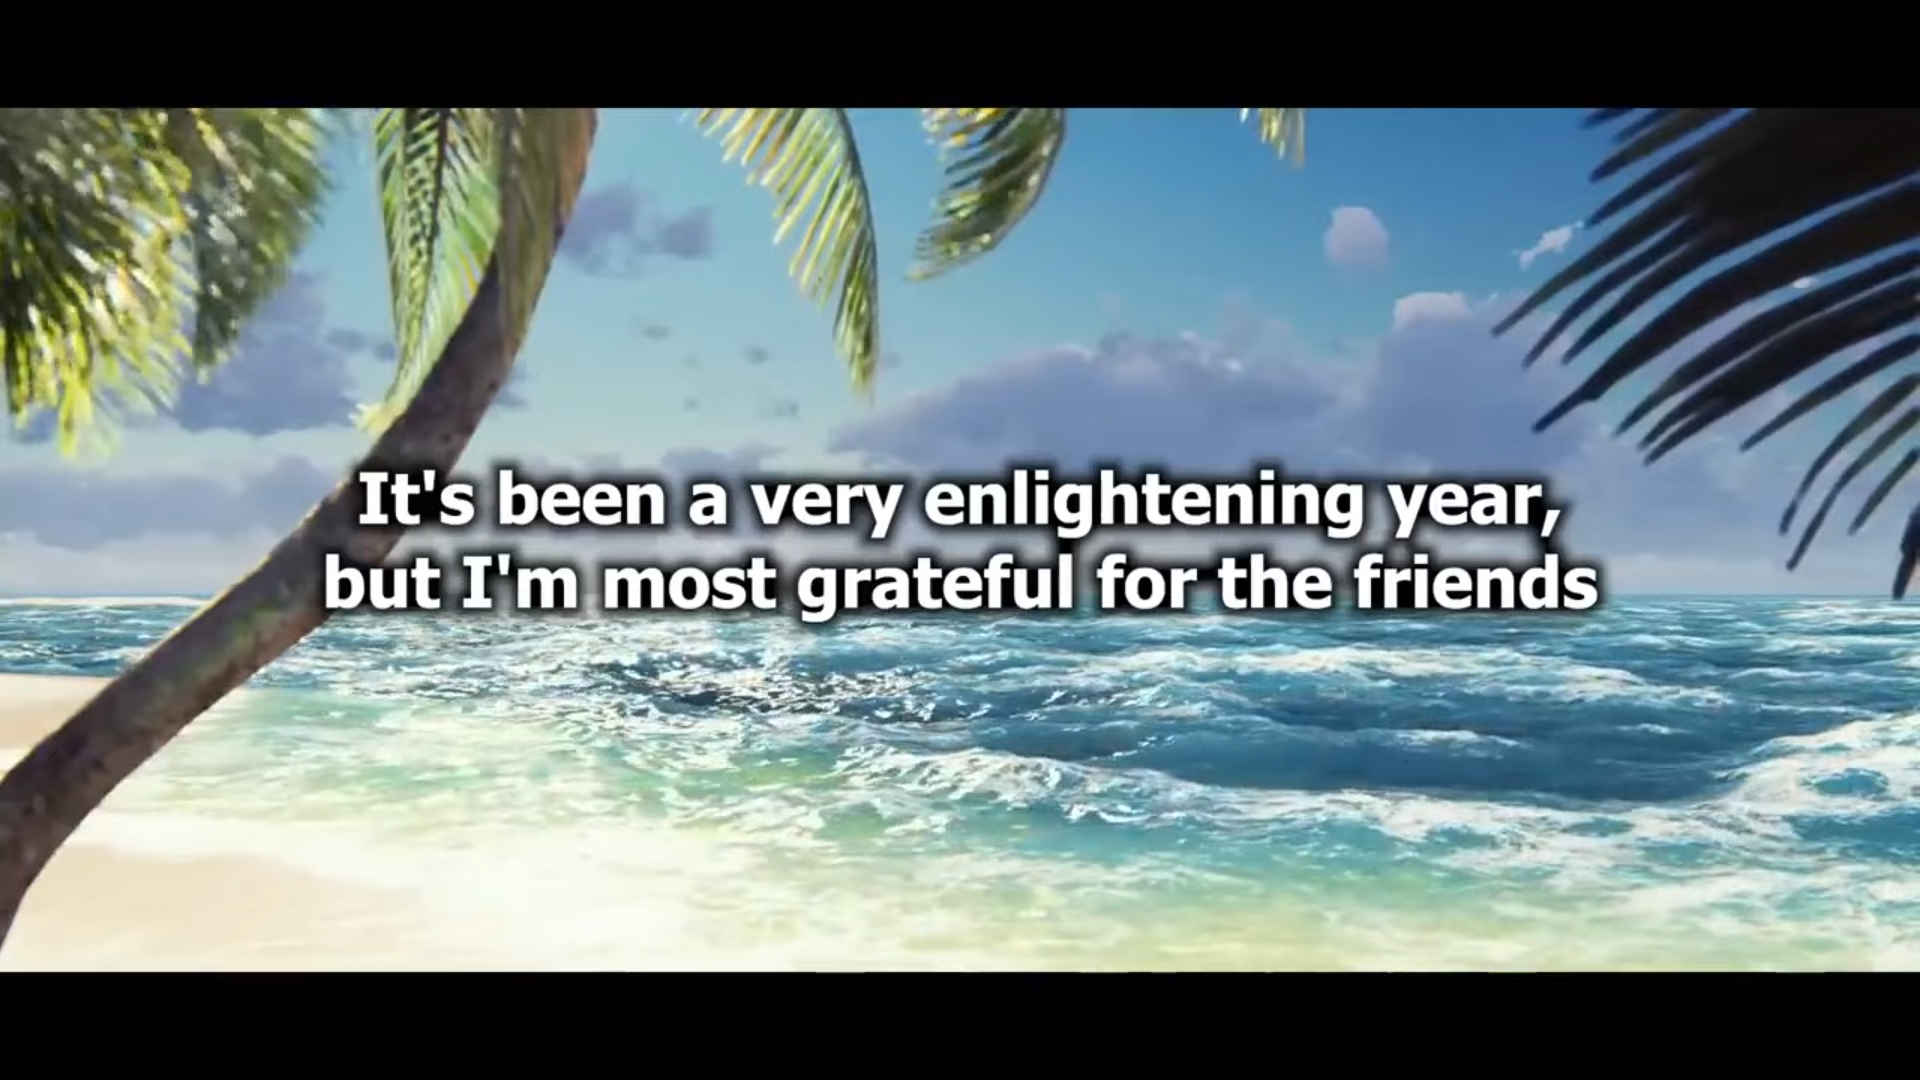 It's been a very enlightening year,
but I'm most grateful for the friends